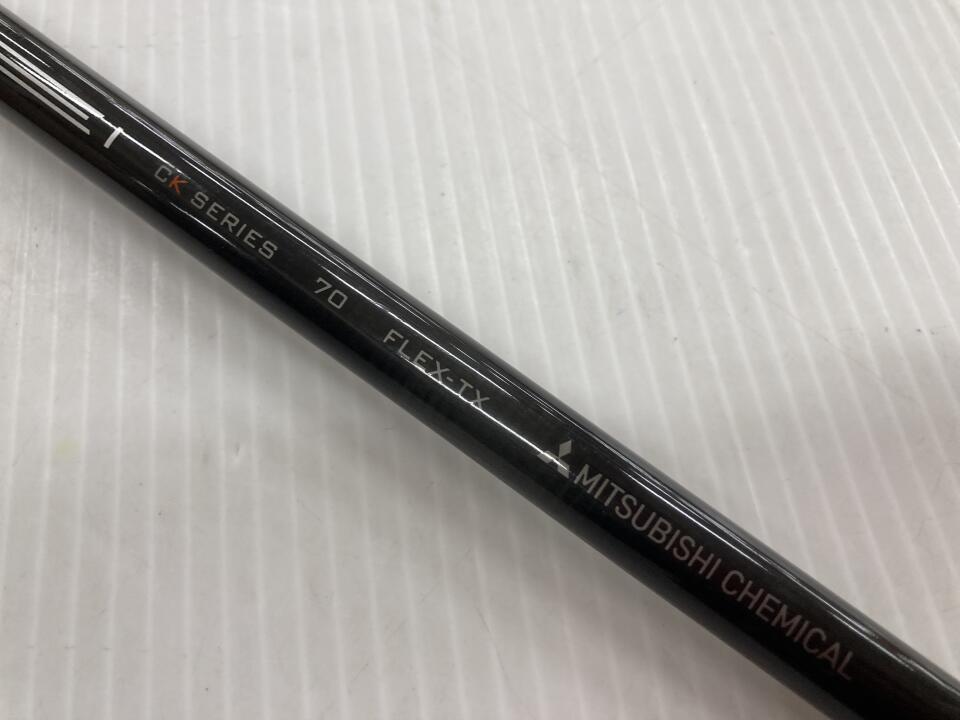 CK SERIES 70 FLEX-TX MITSUBISHI CHEMICAL